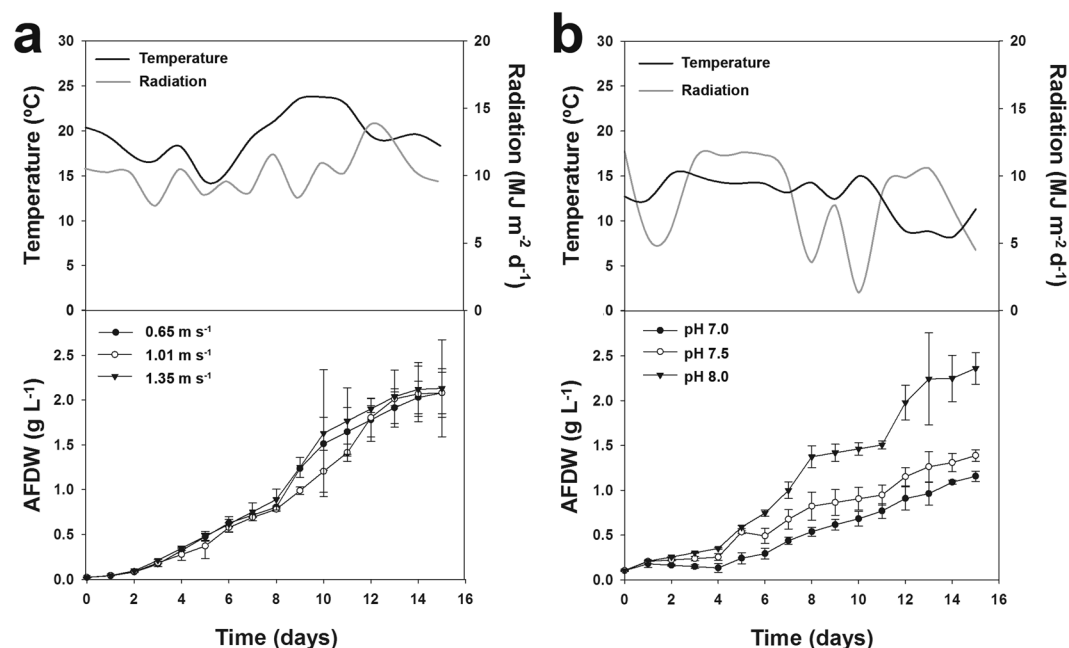 a
30
25
20
15
10
5
0
Temperature (ºC)
Temperature
Radiation
20
15
10
5
0
Radiation (MJ m-2 d-1)
2.5
2.0
1.5
1.0
0.5
0.0
AFDW (g L-1)
0.65 m s-1
1.01 m s-1
1.35 m s-1
0 2 4 6 8 10 12 14 16
Time (days)
b
30
25
20
15
10
5
0
Temperature (ºC)
Temperature
Radiation
20
15
10
5
0
Radiation (MJ m-2 d-1)
2.5
2.0
1.5
1.0
0.5
0.0
AFDW (g L-1)
pH 7.0
pH 7.5
pH 8.0
0 2 4 6 8 10 12 14 16
Time (days)